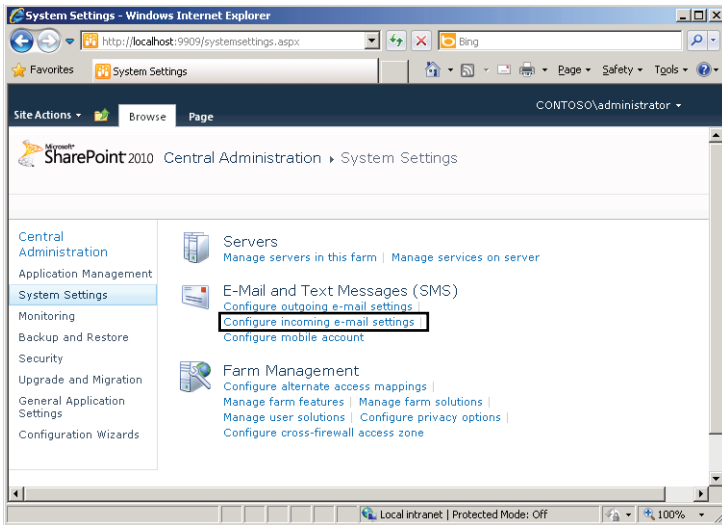 System Settings - Windows Internet Explorer
http://localhost:9909/systemsettings.aspx
Bing
Favorites
System Settings
Page
Safety
Tools
Site Actions
Browse
Page
CONTOSO\administrator
Microsoft
SharePoint 2010
Central Administration
System Settings
Central
Administration
Application Management
System Settings
Monitoring
Backup and Restore
Security
Upgrade and Migration
General Application
Settings
Configuration Wizards
Servers
Manage servers in this farm | Manage services on server
E-Mail and Text Messages (SMS)
Configure outgoing e-mail settings |
Configure incoming e-mail settings |
Configure mobile account
Farm Management
Configure alternate access mappings |
Manage farm features | Manage farm solutions |
Manage user solutions | Configure privacy options |
Configure cross-firewall access zone
Local intranet | Protected Mode: Off
100%